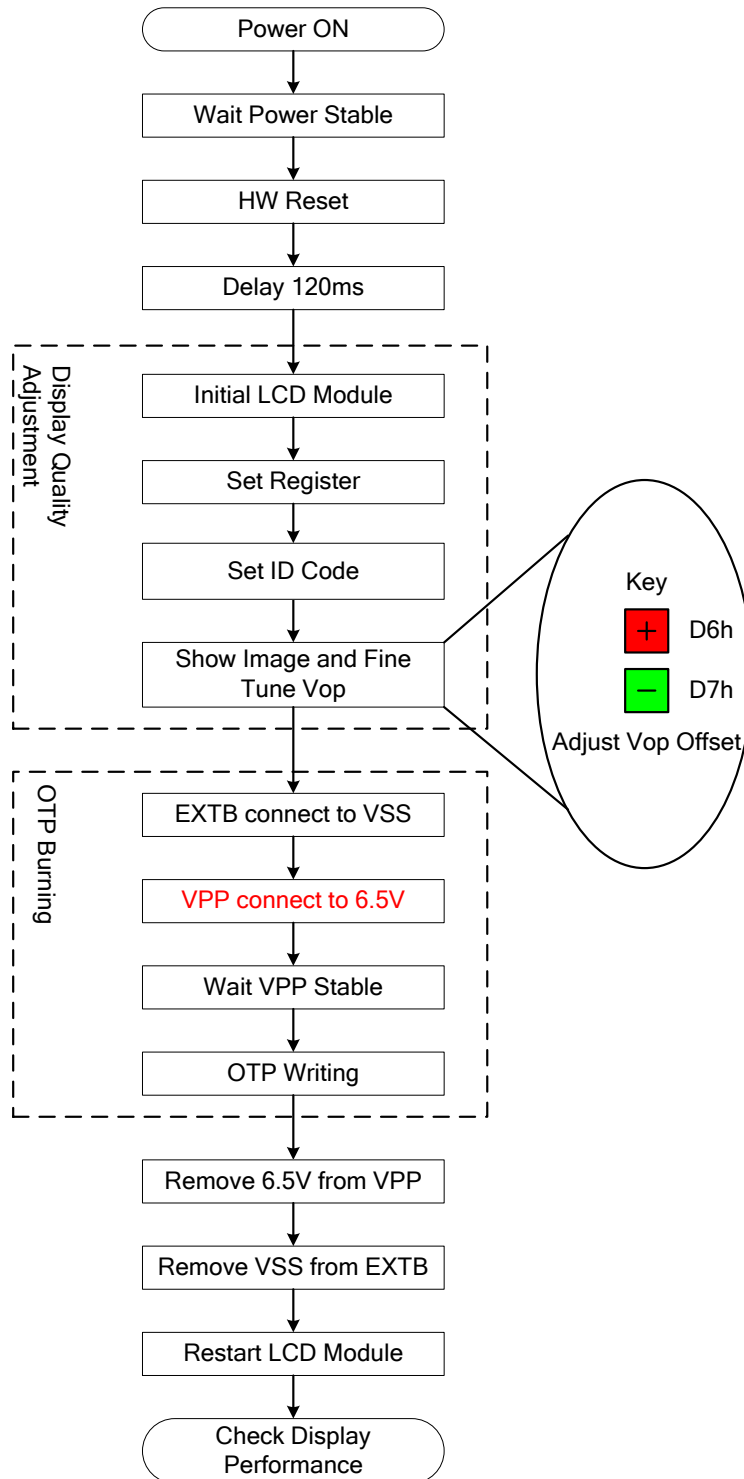 Power ON
Wait Power Stable
HW Reset
Delay 120ms
Display Quality
Adjustment
Initial LCD Module
Set Register
Set ID Code
Show Image and Fine
Tune Vop
Key
+ D6h
− D7h
Adjust Vop Offset
OTP Burning
EXTB connect to VSS
VPP connect to 6.5V
Wait VPP Stable
OTP Writing
Remove 6.5V from VPP
Remove VSS from EXTB
Restart LCD Module
Check Display
Performance